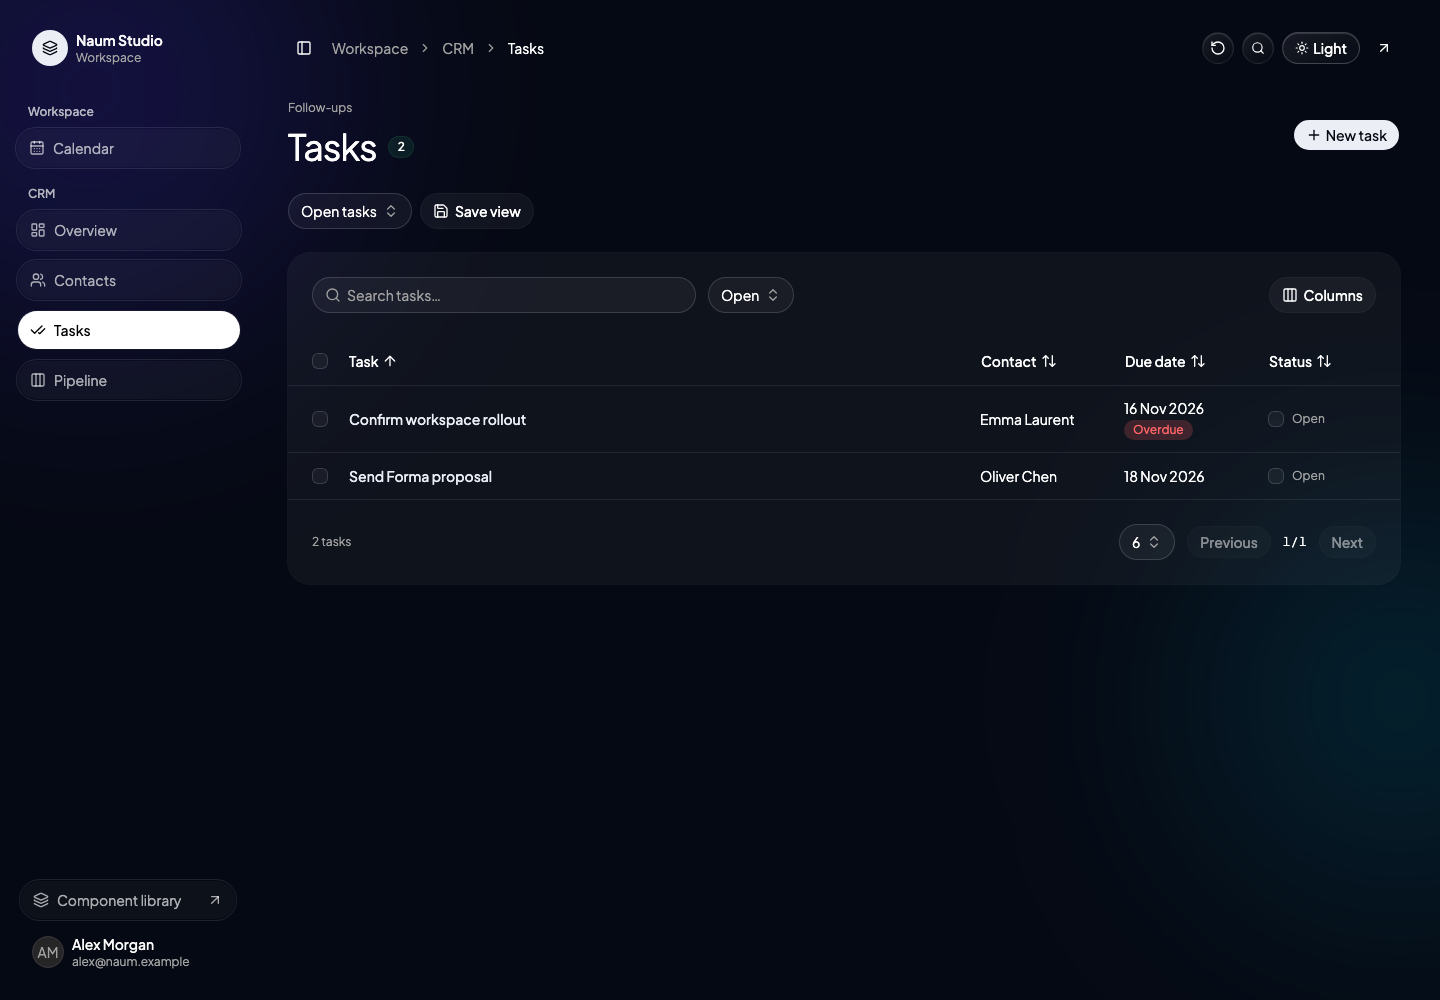 Naum Studio
Workspace
Workspace
Calendar
CRM
Overview
Contacts
Tasks
Pipeline
Component library
AM
Alex Morgan
alex@naum.example
Workspace > CRM > Tasks
Light
Follow-ups
Tasks 2
New task
Open tasks
Save view
Search tasks...
Open
Columns
Task Contact Due date Status
Confirm workspace rollout Emma Laurent 16 Nov 2026 Open
Overdue
Send Forma proposal Oliver Chen 18 Nov 2026 Open
2 tasks 6 Previous 1/1 Next